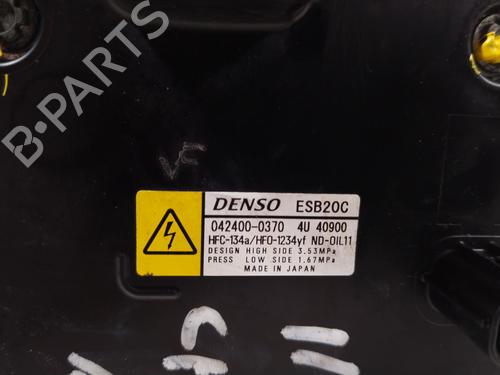 B-PARTS
VF
DENSO ESB20C
042400-0370 4U 40900
HFC-134a/HFO-1234yf ND-OIL11
DESIGN HIGH SIDE 3.53MPa
PRESS LOW SIDE 1.67MPa
MADE IN JAPAN